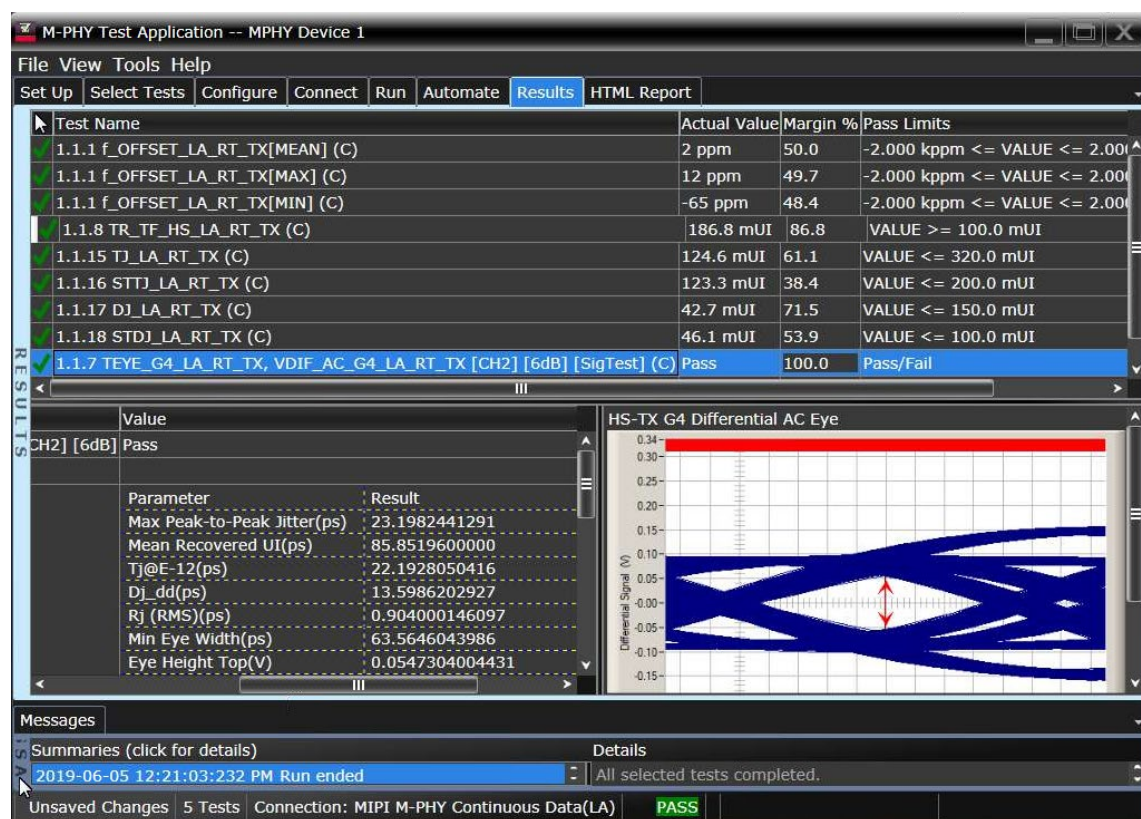 M-PHY Test Application -- MPHY Device 1
File View Tools Help
Set Up Select Tests Configure Connect Run Automate Results HTML Report
Test Name Actual Value Margin % Pass Limits
1.1.1 f_OFFSET_LA_RT_TX[MEAN] (C) 2 ppm 50.0 -2.000 kppm <= VALUE <= 2.000
1.1.1 f_OFFSET_LA_RT_TX[MAX] (C) 12 ppm 49.7 -2.000 kppm <= VALUE <= 2.000
1.1.1 f_OFFSET_LA_RT_TX[MIN] (C) -65 ppm 48.4 -2.000 kppm <= VALUE <= 2.000
1.1.8 TR_TF_HS_LA_RT_TX (C) 186.8 mUI 86.8 VALUE >= 100.0 mUI
1.1.15 TJ_LA_RT_TX (C) 124.6 mUI 61.1 VALUE <= 320.0 mUI
1.1.16 STTJ_LA_RT_TX (C) 123.3 mUI 38.4 VALUE <= 200.0 mUI
1.1.17 DJ_LA_RT_TX (C) 42.7 mUI 71.5 VALUE <= 150.0 mUI
1.1.18 STDJ_LA_RT_TX (C) 46.1 mUI 53.9 VALUE <= 100.0 mUI
1.1.7 TEYE_G4_LA_RT_TX, VDIF_AC_G4_LA_RT_TX [CH2] [6dB] [SigTest] (C) Pass 100.0 Pass/Fail
RESULTS
Value
CH2] [6dB] Pass
Parameter Result
Max Peak-to-Peak Jitter(ps) 23.1982441291
Mean Recovered UI(ps) 85.8519600000
Tj@E-12(ps) 22.1928050416
Dj_dd(ps) 13.5986202927
Rj (RMS)(ps) 0.904000146097
Min Eye Width(ps) 63.5646043986
Eye Height Top(V) 0.0547304004431
HS-TX G4 Differential AC Eye
Differential Signal (V)
0.34
0.30
0.25
0.20
0.15
0.10
0.05
-0.00
-0.05
-0.10
-0.15
Messages
Summaries (click for details) Details
2019-06-05 12:21:03:232 PM Run ended All selected tests completed.
Unsaved Changes 5 Tests Connection: MIPI M-PHY Continuous Data(LA) PASS